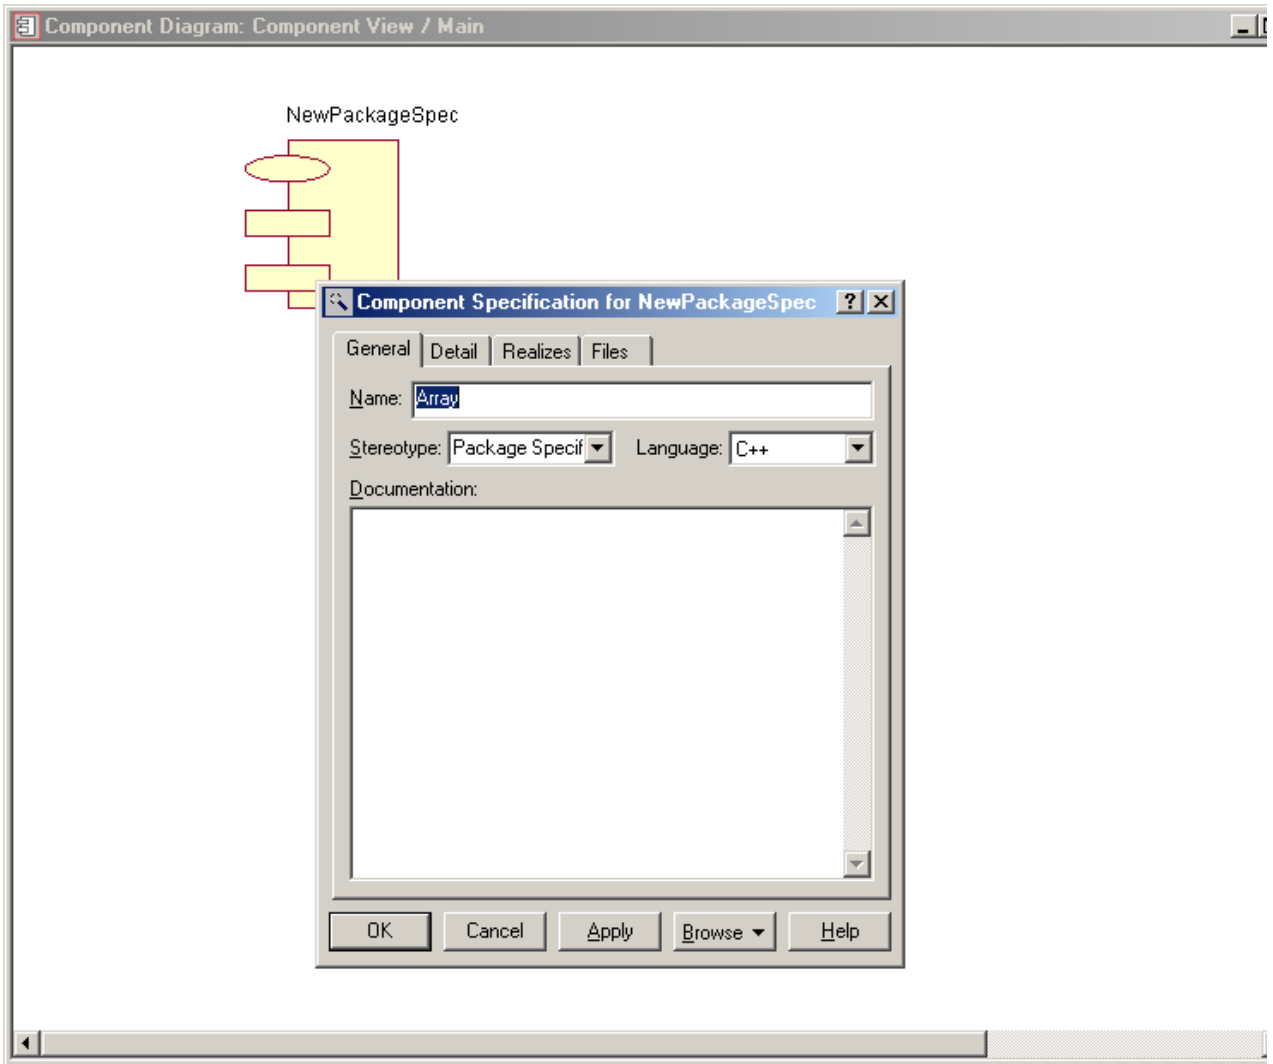 Component Diagram: Component View / Main
NewPackageSpec
Component Specification for NewPackageSpec
General Detail Realizes Files
Name: Array
Stereotype: Package Specif Language: C++
Documentation:
OK Cancel Apply Browse Help